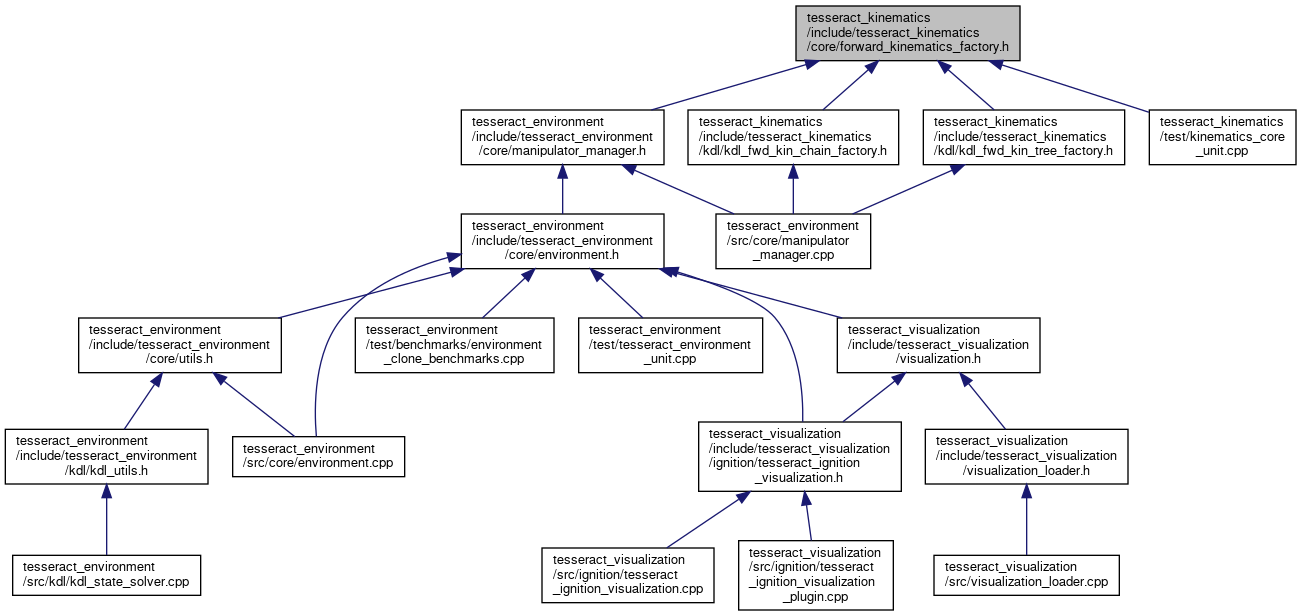 tesseract_kinematics
/include/tesseract_kinematics
/core/forward_kinematics_factory.h
tesseract_environment
/include/tesseract_environment
/core/manipulator_manager.h
tesseract_kinematics
/include/tesseract_kinematics
/kdl/kdl_fwd_kin_chain_factory.h
tesseract_kinematics
/include/tesseract_kinematics
/kdl/kdl_fwd_kin_tree_factory.h
tesseract_kinematics
/test/kinematics_core
_unit.cpp
tesseract_environment
/include/tesseract_environment
/core/environment.h
tesseract_environment
/src/core/manipulator
_manager.cpp
tesseract_environment
/include/tesseract_environment
/core/utils.h
tesseract_environment
/test/benchmarks/environment
_clone_benchmarks.cpp
tesseract_environment
/test/tesseract_environment
_unit.cpp
tesseract_visualization
/include/tesseract_visualization
/visualization.h
tesseract_environment
/include/tesseract_environment
/kdl/kdl_utils.h
tesseract_environment
/src/core/environment.cpp
tesseract_visualization
/include/tesseract_visualization
/ignition/tesseract_ignition
_visualization.h
tesseract_visualization
/include/tesseract_visualization
/visualization_loader.h
tesseract_environment
/src/kdl/kdl_state_solver.cpp
tesseract_visualization
/src/ignition/tesseract
_ignition_visualization.cpp
tesseract_visualization
/src/ignition/tesseract
_ignition_visualization
_plugin.cpp
tesseract_visualization
/src/visualization_loader.cpp